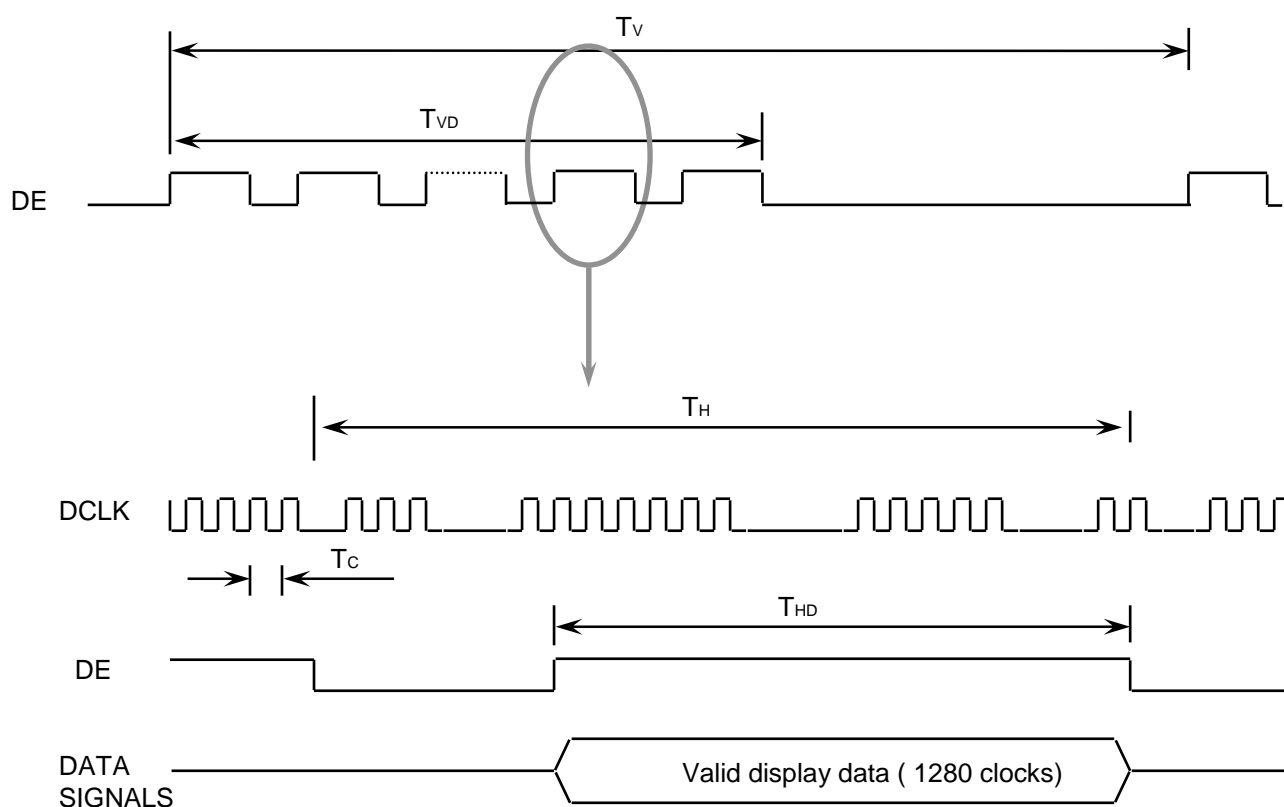 TV
TVD
DE
TH
DCLK
TC
THD
DE
DATA
SIGNALS
Valid display data ( 1280 clocks)